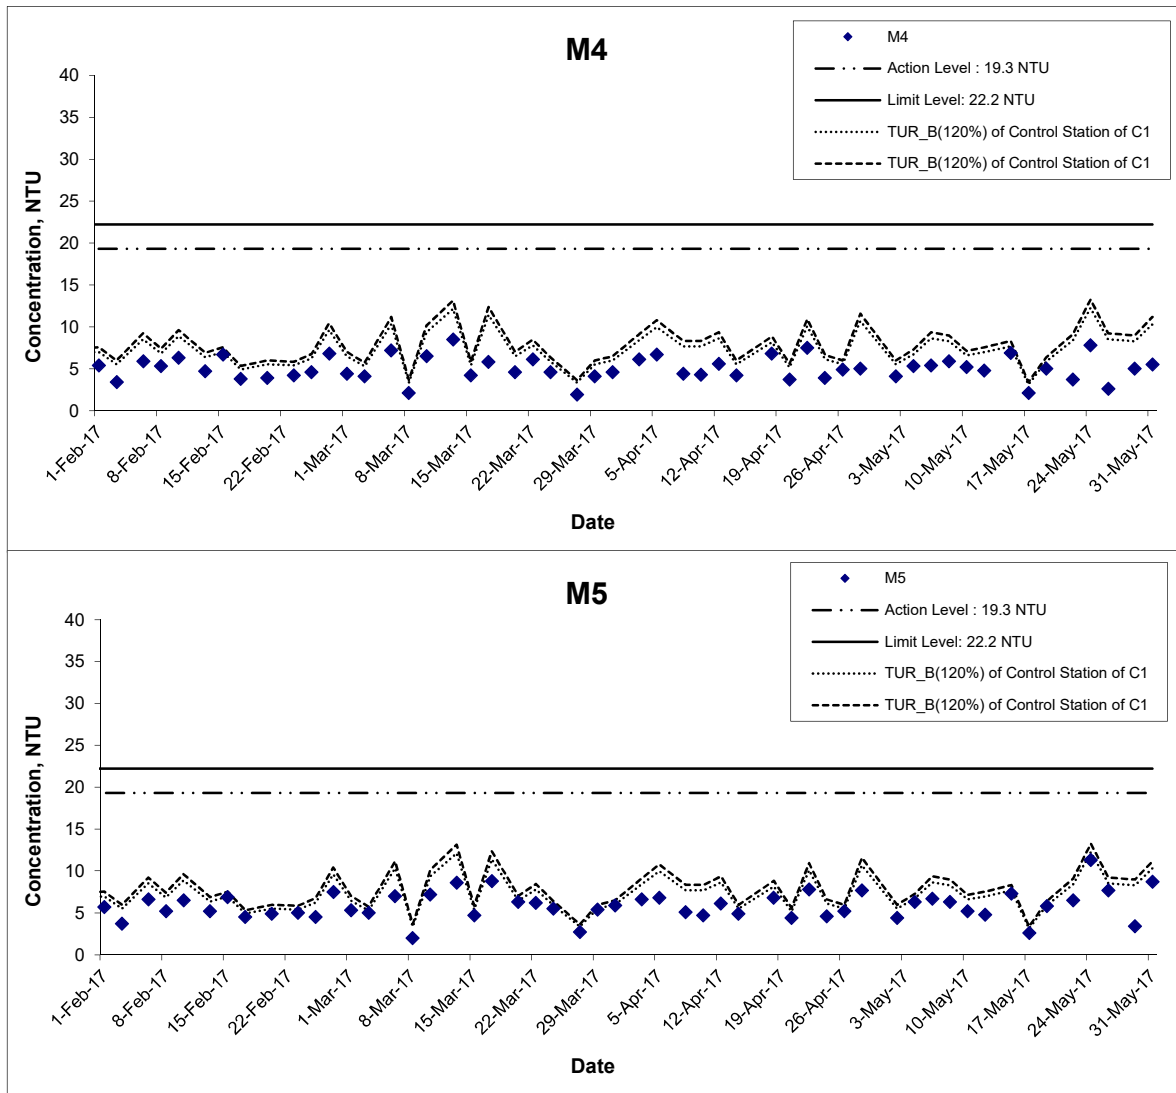 M4
M4
Action Level : 19.3 NTU
Limit Level: 22.2 NTU
TUR_B(120%) of Control Station of C1
TUR_B(120%) of Control Station of C1
Concentration, NTU
40
35
30
25
20
15
10
5
0
1-Feb-17
8-Feb-17
15-Feb-17
22-Feb-17
1-Mar-17
8-Mar-17
15-Mar-17
22-Mar-17
29-Mar-17
5-Apr-17
12-Apr-17
19-Apr-17
26-Apr-17
3-May-17
10-May-17
17-May-17
24-May-17
31-May-17
Date
M5
M5
Action Level : 19.3 NTU
Limit Level: 22.2 NTU
TUR_B(120%) of Control Station of C1
TUR_B(120%) of Control Station of C1
Concentration, NTU
40
35
30
25
20
15
10
5
0
1-Feb-17
8-Feb-17
15-Feb-17
22-Feb-17
1-Mar-17
8-Mar-17
15-Mar-17
22-Mar-17
29-Mar-17
5-Apr-17
12-Apr-17
19-Apr-17
26-Apr-17
3-May-17
10-May-17
17-May-17
24-May-17
31-May-17
Date